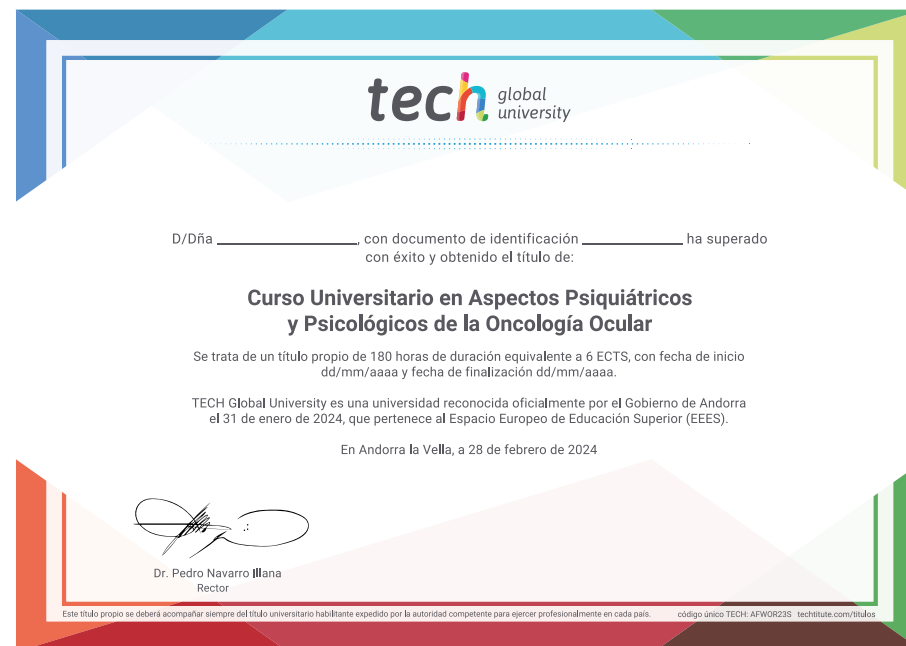 tech global university
D/Dña ____________________, con documento de identificación ______________ ha superado
con éxito y obtenido el título de:
Curso Universitario en Aspectos Psiquiátricos
y Psicológicos de la Oncología Ocular
Se trata de un título propio de 180 horas de duración equivalente a 6 ECTS, con fecha de inicio
dd/mm/aaaa y fecha de finalización dd/mm/aaaa.
TECH Global University es una universidad reconocida oficialmente por el Gobierno de Andorra
el 31 de enero de 2024, que pertenece al Espacio Europeo de Educación Superior (EEES).
En Andorra la Vella, a 28 de febrero de 2024
Dr. Pedro Navarro Illana
Rector
Este título propio se deberá acompañar siempre del título universitario habilitante expedido por la autoridad competente para ejercer profesionalmente en cada país. código único TECH: AFWOR23S techtitute.com/titulos